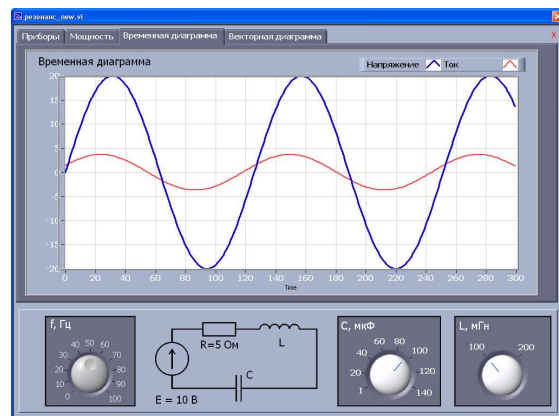 резонанс_new.vi
Приборы Мощность Временная диаграмма Векторная диаграмма X
Временная диаграмма
Напряжение Ток
20
15
10
5
0
-5
-10
-15
-20
0 20 40 60 80 100 120 140 160 180 200 220 240 260 280 300
Time
f, Гц
0 10 20 30 40 50 60 70 80 90 100
R=5 Ом
L
C
E = 10 В
C, мкФ
1 20 40 60 80 100 120 140
L, мГн
100 200